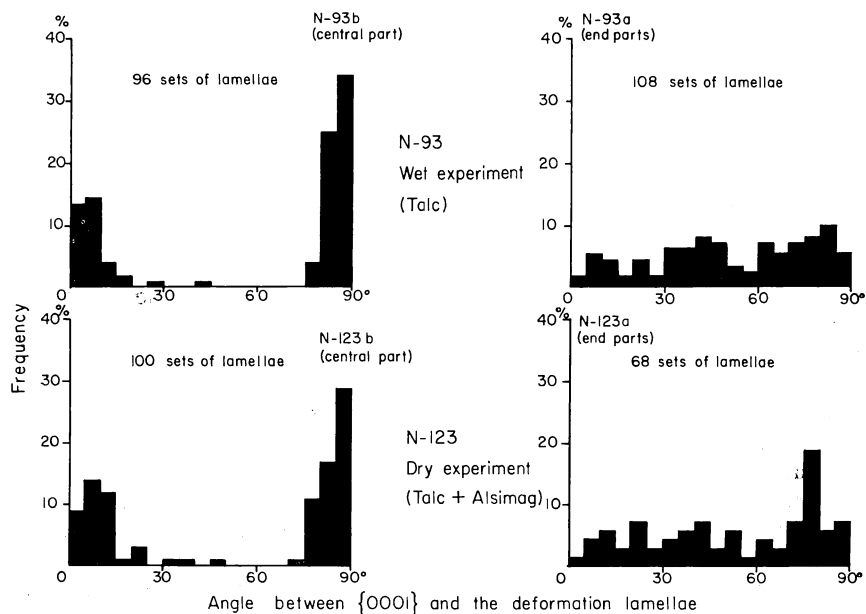 %
40
30
20
10
0
30
60
90°
N-93b
(central part)
96 sets of lamellae
N-93
Wet experiment
(Talc)
N-93a
(end parts)
%
40
30
20
10
0
30
60
90°
108 sets of lamellae
Frequency
%
40
30
20
10
0
30
60
90°
N-123b
(central part)
100 sets of lamellae
N-123
Dry experiment
(Talc + Alsimag)
N-123a
(end parts)
%
40
30
20
10
0
30
60
90°
68 sets of lamellae
Angle between {0001} and the deformation lamellae